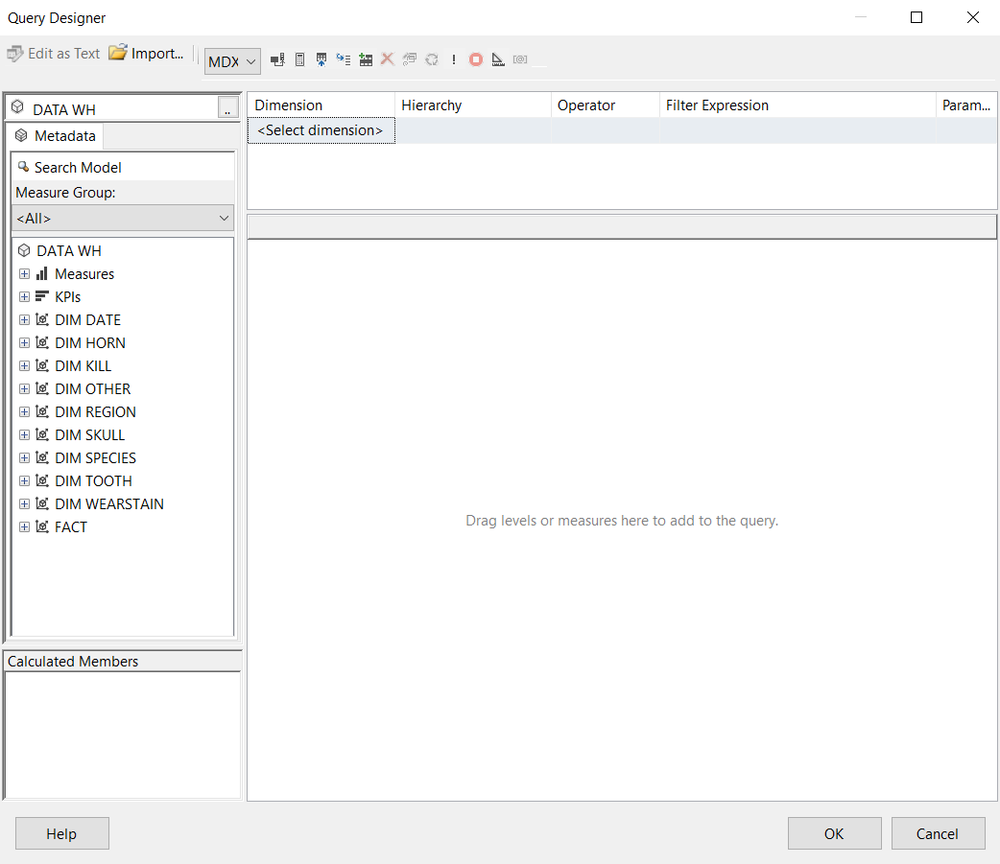 Query Designer
Edit as Text Import... MDX !
DATA WH ..
Metadata
Search Model
Measure Group:
<All>
DATA WH
Measures
KPIs
DIM DATE
DIM HORN
DIM KILL
DIM OTHER
DIM REGION
DIM SKULL
DIM SPECIES
DIM TOOTH
DIM WEARSTAIN
FACT
Calculated Members
Dimension Hierarchy Operator Filter Expression Param...
<Select dimension>
Drag levels or measures here to add to the query.
Help OK Cancel